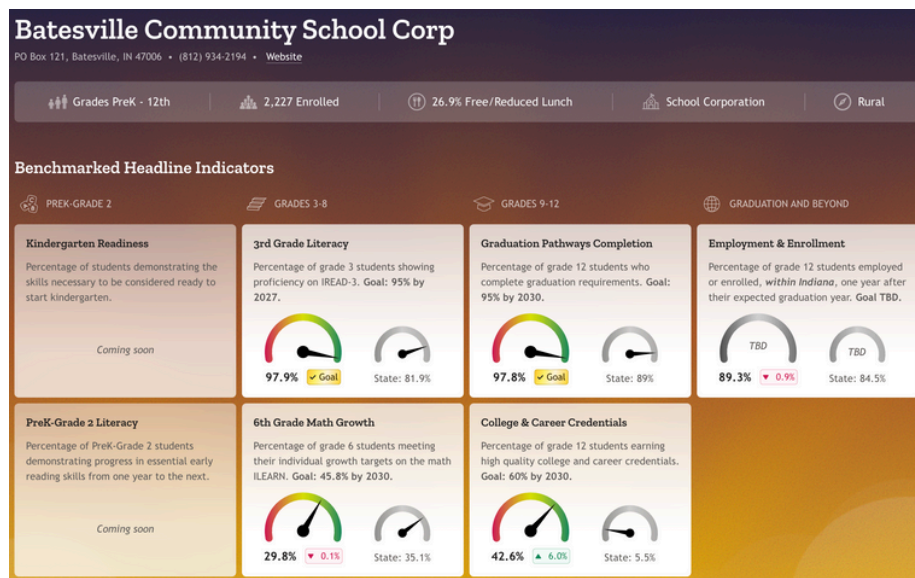 Batesville Community School Corp
PO Box 121, Batesville, IN 47006 • (812) 934-2194 • Website
Grades PreK - 12th
2,227 Enrolled
26.9% Free/Reduced Lunch
School Corporation
Rural
Benchmarked Headline Indicators
PREK-GRADE 2
GRADES 3-8
GRADES 9-12
GRADUATION AND BEYOND
Kindergarten Readiness
Percentage of students demonstrating the
skills necessary to be considered ready to
start kindergarten.
Coming soon
3rd Grade Literacy
Percentage of grade 3 students showing
proficiency on IREAD-3. Goal: 95% by
2027.
97.9% ✓ Goal
State: 81.9%
Graduation Pathways Completion
Percentage of grade 12 students who
complete graduation requirements. Goal:
95% by 2030.
97.8% ✓ Goal
State: 89%
Employment & Enrollment
Percentage of grade 12 students employed
or enrolled, within Indiana, one year after
their expected graduation year. Goal TBD.
TBD
TBD
89.3% ▼ 0.9%
State: 84.5%
PreK-Grade 2 Literacy
Percentage of PreK-Grade 2 students
demonstrating progress in essential early
reading skills from one year to the next.
Coming soon
6th Grade Math Growth
Percentage of grade 6 students meeting
their individual growth targets on the math
ILEARN. Goal: 45.8% by 2030.
29.8% ▼ 0.1%
State: 35.1%
College & Career Credentials
Percentage of grade 12 students earning
high quality college and career credentials.
Goal: 60% by 2030.
42.6% ▲ 6.0%
State: 5.5%